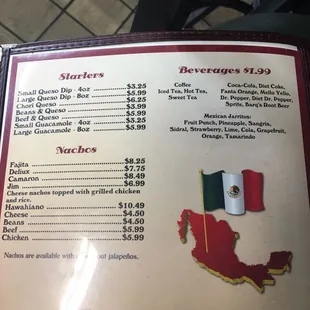 Starters
Small Queso Dip - 4oz $3.25
Large Queso Dip - 8oz $5.99
Chori Queso $6.25
Beans & Queso $5.99
Beef & Queso $5.99
Small Guacamole - 4oz $3.25
Large Guacamole - 8oz $5.99
Nachos
Fajita $8.25
Deliux $7.75
Camaron $8.49
Jim $6.99
Cheese nachos topped with grilled chicken
and rice.
Hawahiano $10.49
Cheese $4.50
Beans $4.50
Beef $5.99
Chicken $5.99
Nachos are available with out jalapeños.
Beverages $1.99
Coffee
Iced Tea, Hot Tea,
Sweet Tea
Coca-Cola, Diet Coke,
Fanta Orange, Mello Yello,
Dr. Pepper, Diet Dr. Pepper,
Sprite, Barq's Root Beer
Mexican Jarritos:
Fruit Punch, Pineapple, Sangria,
Sidral, Strawberry, Lime, Cola, Grapefruit,
Orange, Tamarindo